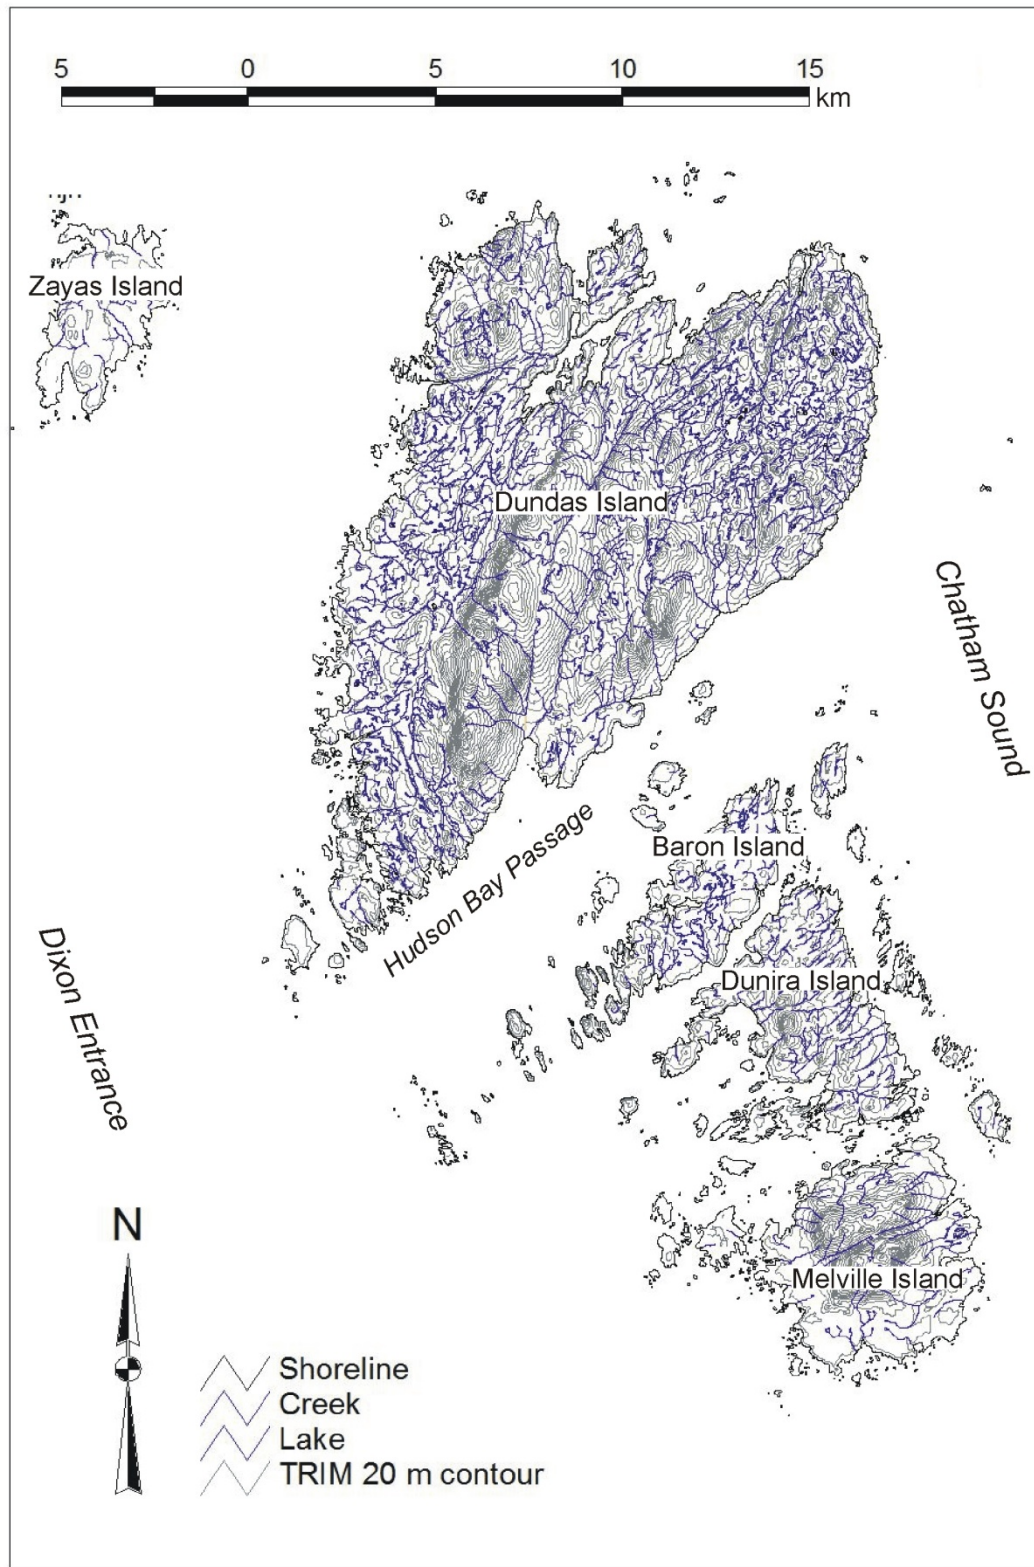 5 0 5 10 15
km
Zayas Island
Dundas Island
Chatham Sound
Baron Island
Hudson Bay Passage
Dunira Island
Dixon Entrance
N
Melville Island
Shoreline
Creek
Lake
TRIM 20 m contour